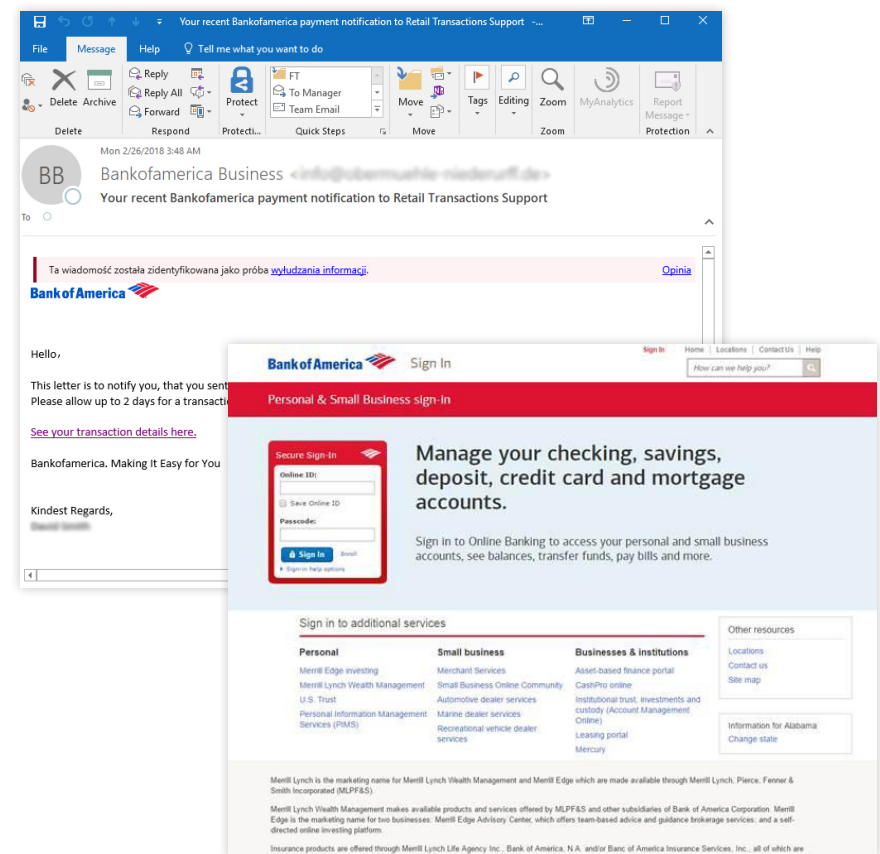 Your recent Bankofamerica payment notification to Retail Transactions Support -...
File Message Help Tell me what you want to do
Delete Archive
Reply
Reply All
Forward
Protect
FT
To Manager
Team Email
Move
Tags
Editing
Zoom
MyAnalytics
Report
Message
Delete Respond Protecti... Quick Steps Move Zoom Protection
Mon 2/26/2018 3:48 AM
BB
Bankofamerica Business
Your recent Bankofamerica payment notification to Retail Transactions Support
To
Ta wiadomość została zidentyfikowana jako próba wyłudzania informacji. Opinia
Bank of America
Hello,
This letter is to notify you, that you sent
Please allow up to 2 days for a transacti
See your transaction details here.
Bankofamerica. Making It Easy for You
Kindest Regards,
Sign In Home Locations Contact Us Help
Bank of America Sign In
How can we help you?
Personal & Small Business sign-in
Secure Sign-In
Online ID:
Save Online ID
Passcode:
Sign In Enroll
Sign-in help options
Manage your checking, savings,
deposit, credit card and mortgage
accounts.
Sign in to Online Banking to access your personal and small business
accounts, see balances, transfer funds, pay bills and more.
Sign in to additional services
Personal
Merrill Edge investing
Merrill Lynch Wealth Management
U.S. Trust
Personal Information Management
Services (PIMS)
Small business
Merchant Services
Small Business Online Community
Automotive dealer services
Marine dealer services
Recreational vehicle dealer
services
Businesses & institutions
Asset-based finance portal
CashPro online
Institutional trust, investments and
custody (Account Management
Online)
Leasing portal
Mercury
Other resources
Locations
Contact us
Site map
Information for Alabama
Change state
Merrill Lynch is the marketing name for Merrill Lynch Wealth Management and Merrill Edge which are made available through Merrill Lynch, Pierce, Fenner &
Smith Incorporated (MLPF&S).
Merrill Lynch Wealth Management makes available products and services offered by MLPF&S and other subsidiaries of Bank of America Corporation. Merrill
Edge is the marketing name for two businesses: Merrill Edge Advisory Center, which offers team-based advice and guidance brokerage services; and a self-
directed online investing platform.
Insurance products are offered through Merrill Lynch Life Agency Inc., Bank of America, N.A. and/or Banc of America Insurance Services, Inc., all of which are